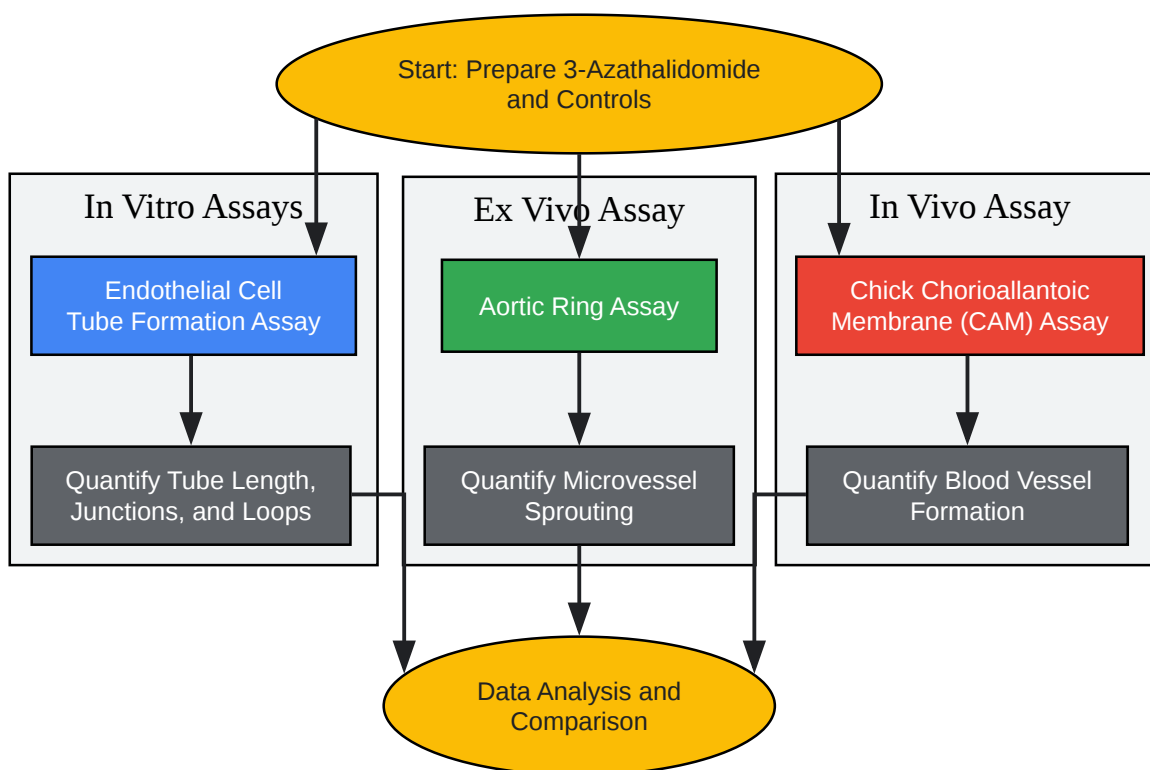 Start: Prepare 3-Azathalidomide
and Controls
In Vitro Assays
Endothelial Cell
Tube Formation Assay
Quantify Tube Length,
Junctions, and Loops
Ex Vivo Assay
Aortic Ring Assay
Quantify Microvessel
Sprouting
In Vivo Assay
Chick Chorioallantoic
Membrane (CAM) Assay
Quantify Blood Vessel
Formation
Data Analysis and
Comparison